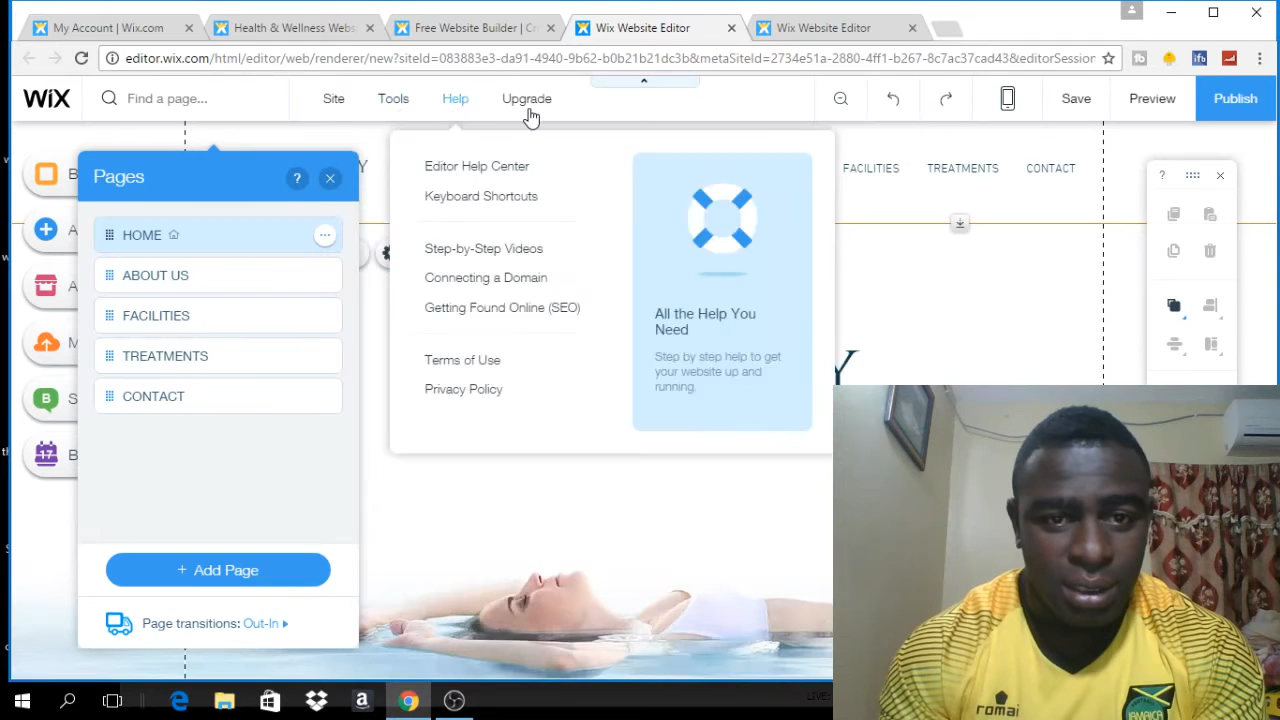 My Account | Wix.com
Health & Wellness Webs
Free Website Builder | Cr
Wix Website Editor
Wix Website Editor
https://editor.wix.com/html/editor/web/renderer/new?siteId=083883e3-da91-4940-9b62-b0b21b21dc3b&metaSiteId=2734e51a-2880-4ff1-b267-8c7ac37cad43&editorSession
WiX
Find a page...
Site
Tools
Help
Upgrade
Save
Preview
Publish
Pages
?
HOME
ABOUT US
FACILITIES
TREATMENTS
CONTACT
+ Add Page
Page transitions: Out-In
Editor Help Center
Keyboard Shortcuts
Step-by-Step Videos
Connecting a Domain
Getting Found Online (SEO)
Terms of Use
Privacy Policy
All the Help You
Need
Step by step help to get
your website up and
running.
Y
FACILITIES
TREATMENTS
CONTACT
?
Y
17
romai
JAMAICA